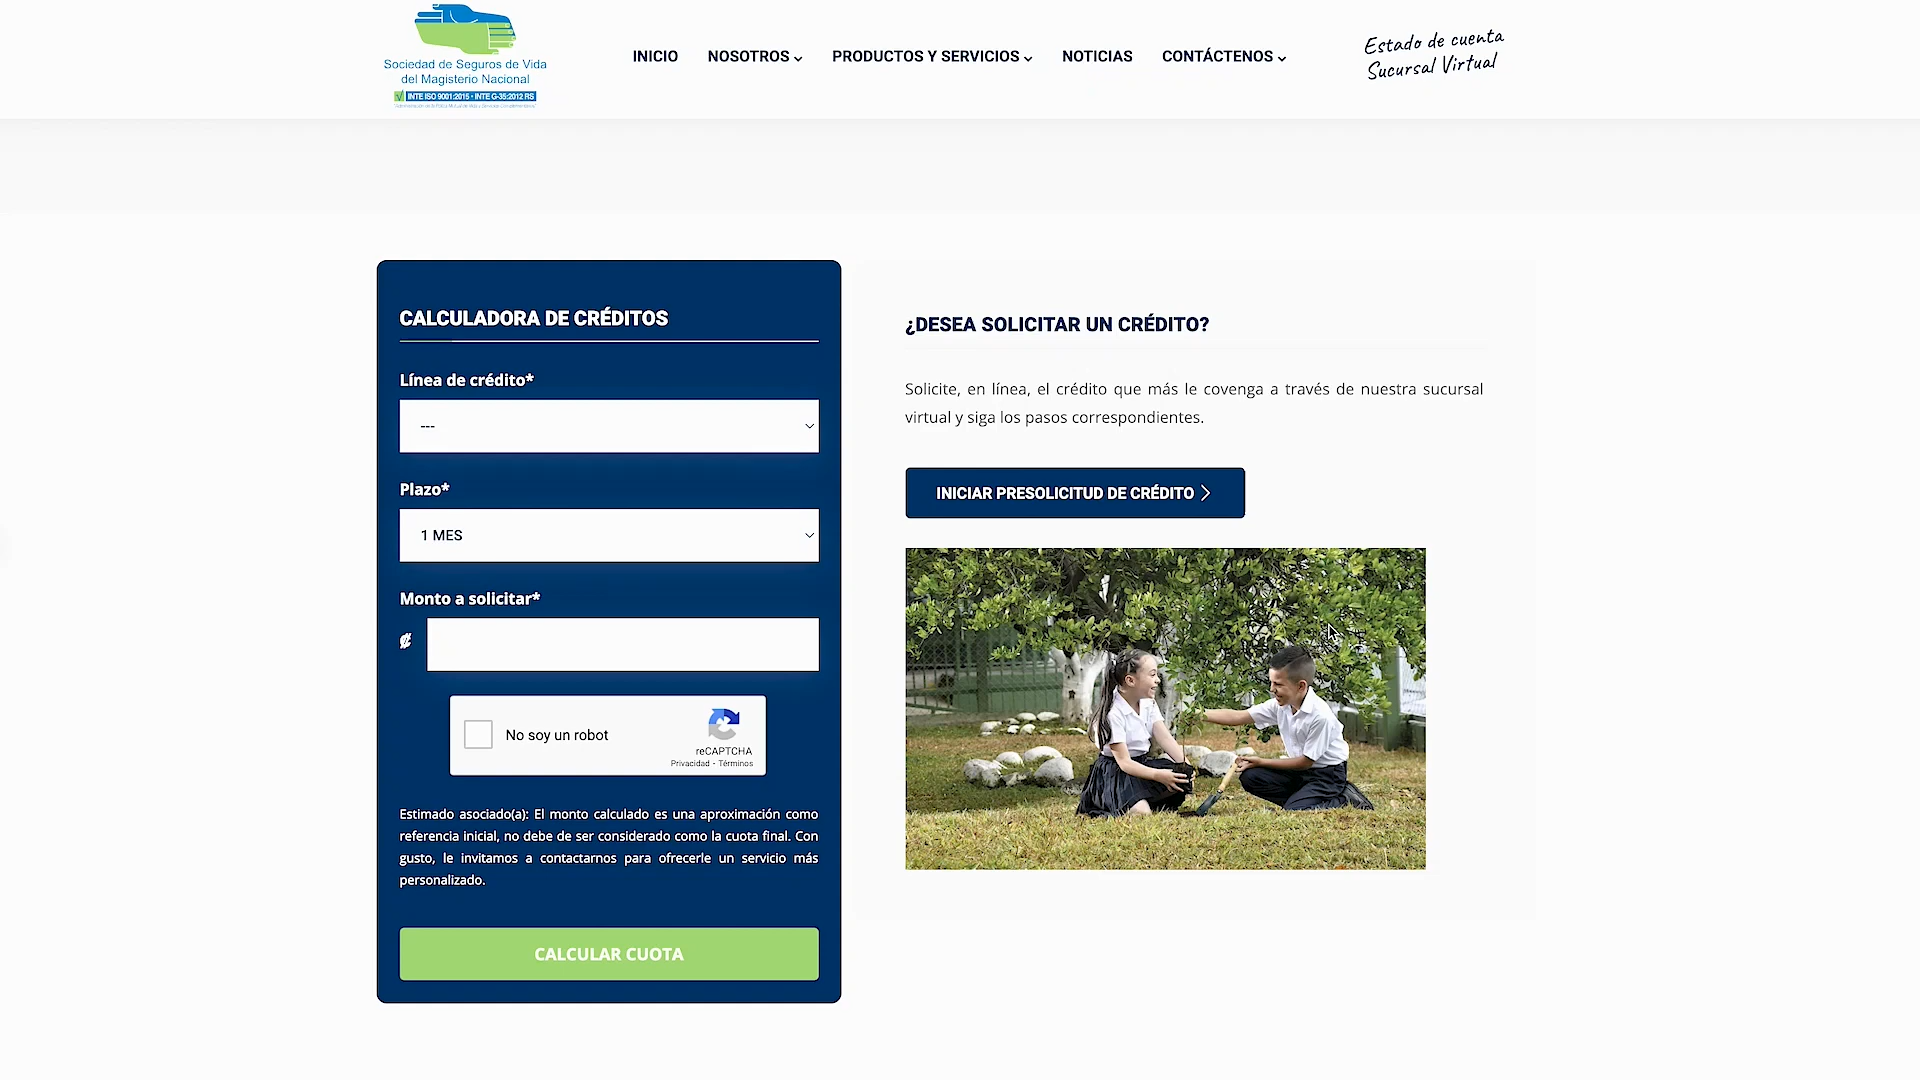 Sociedad de Seguros de Vida
del Magisterio Nacional
INTE ISO 9001:2015 • INTE G-35:2012 RS
INICIO
NOSOTROS
PRODUCTOS Y SERVICIOS
NOTICIAS
CONTÁCTENOS
Estado de cuenta
Sucursal Virtual
CALCULADORA DE CRÉDITOS
Línea de crédito*
---
Plazo*
1 MES
Monto a solicitar*
₡
No soy un robot
reCAPTCHA
Privacidad - Términos
Estimado asociado(a): El monto calculado es una aproximación como
referencia inicial, no debe de ser considerado como la cuota final. Con
gusto, le invitamos a contactarnos para ofrecerle un servicio más
personalizado.
CALCULAR CUOTA
¿DESEA SOLICITAR UN CRÉDITO?
Solicite, en línea, el crédito que más le covenga a través de nuestra sucursal
virtual y siga los pasos correspondientes.
INICIAR PRESOLICITUD DE CRÉDITO